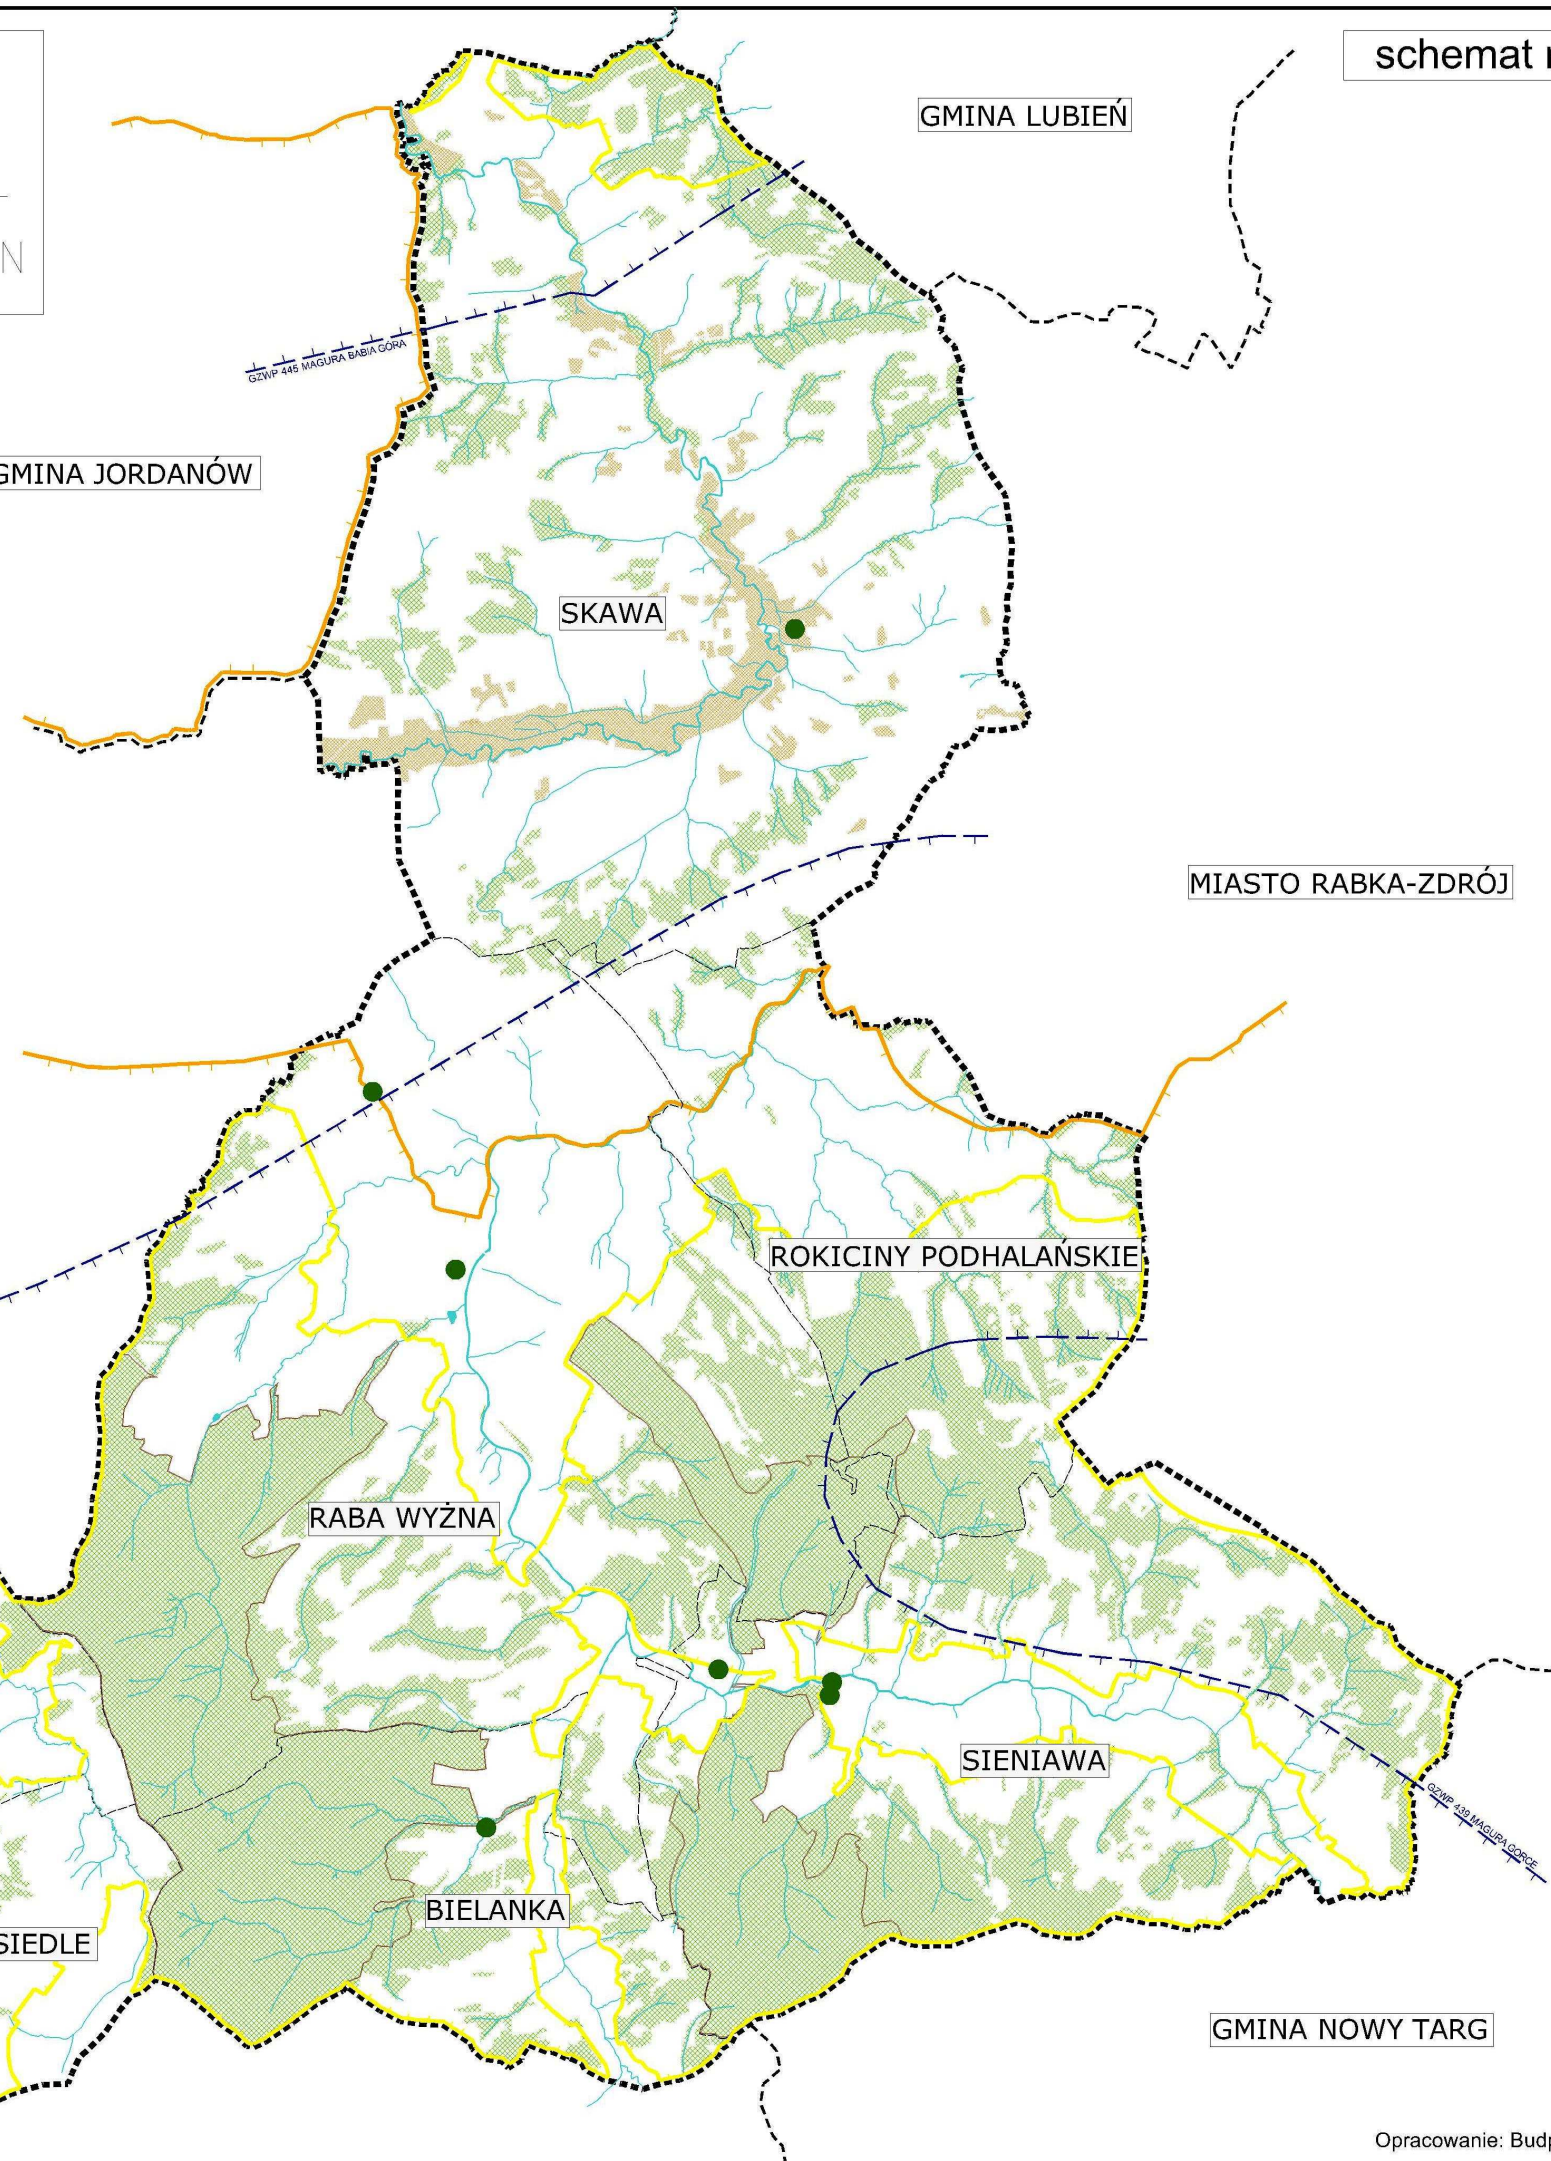 schemat
GMINA LUBIEŃ
N
GZWP 445 MAGURA BABIA GÓRA
GMINA JORDANÓW
SKAWA
MIASTO RABKA-ZDRÓJ
ROKICINY PODHALAŃSKIE
RABA WYŻNA
SIENIAWA
GZWP 439 MAGURA GORCE
BIELANKA
SIEDLE
GMINA NOWY TARG
Opracowanie: Budp